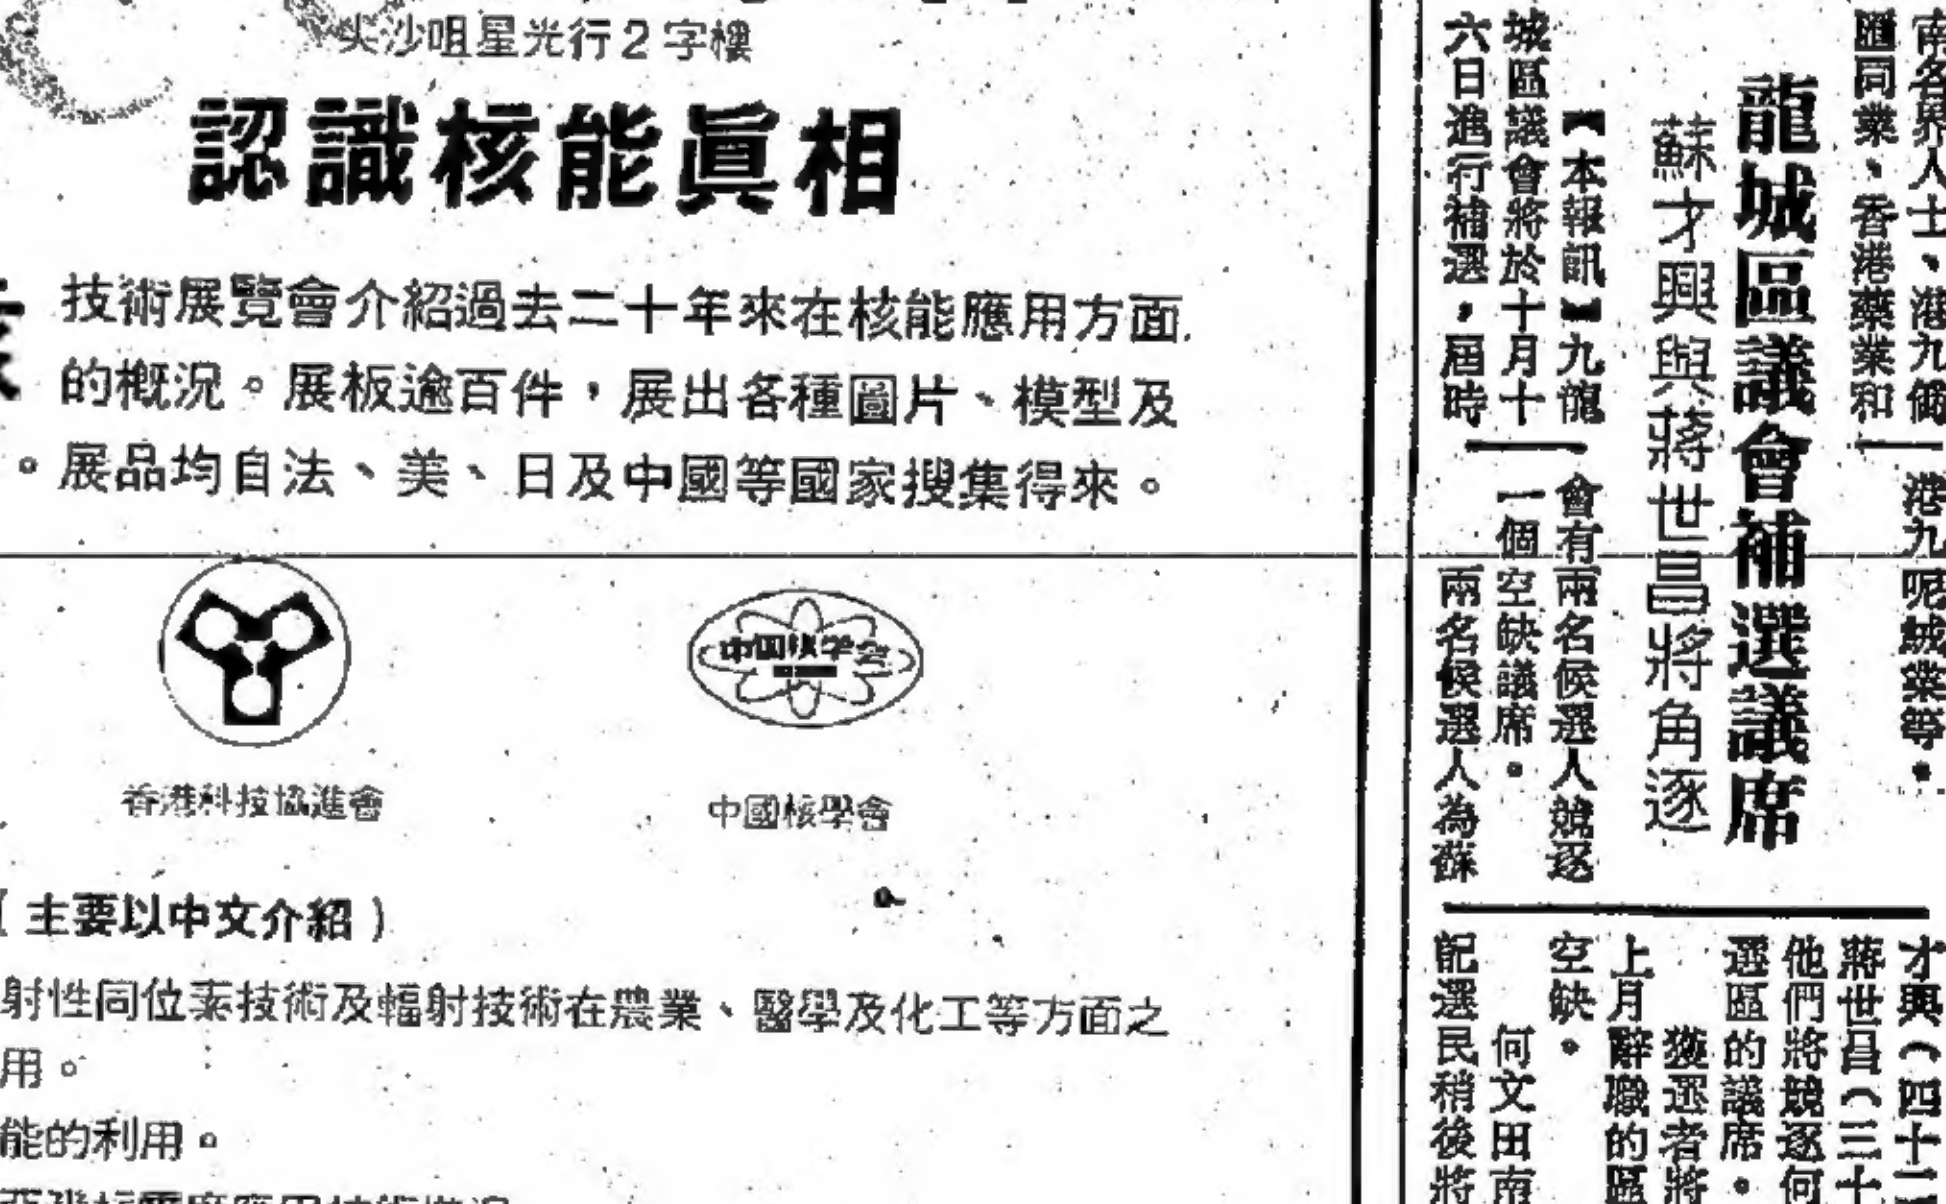 尖沙咀星光行2字樓
認識核能眞相
技術展覽會介紹過去二十年來在核能應用方面
的概況。展板逾百件，展出各種圖片、模型及
。展品均自法、美、日及中國等國家搜集得來。
中国核学会
香港科技協進會
中國核學會
（主要以中文介紹）
射性同位素技術及輻射技術在農業、醫學及化工等方面之
用。
能的利用。
南各界人士、港九
匯同業、香港藥業和
港九呢絨業等。
龍城區議會補選議席
蘇才興與蔣世昌將角逐
【本報訊】九龍
城區議會將於十月十
六日進行補選，屆時
會有兩名候選人競逐
一個空缺議席。
兩名候選人為蘇
才興（四十二
蔣世昌（三十
他們將競逐何
選區的議席。
獲選者將
上月辭職的區
空缺。
何文田南
記選民稍後將